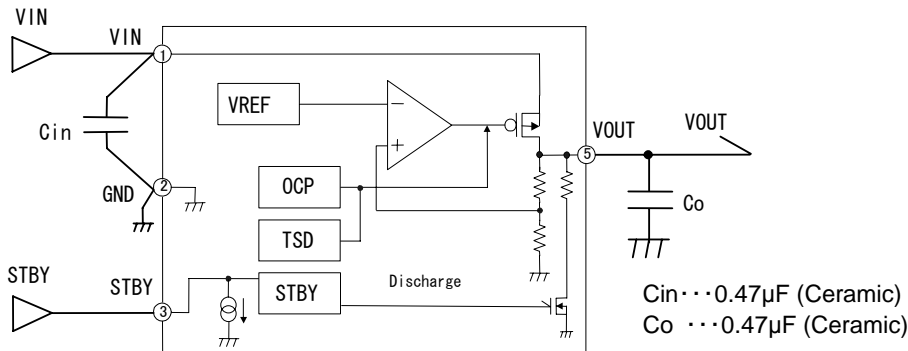 VIN
VIN
1
VREF
−
+
Cin
VOUT
VOUT
5
GND
2
OCP
Co
TSD
STBY
STBY
3
STBY
Discharge
Cin･･･0.47µF (Ceramic)
Co ･･･0.47µF (Ceramic)